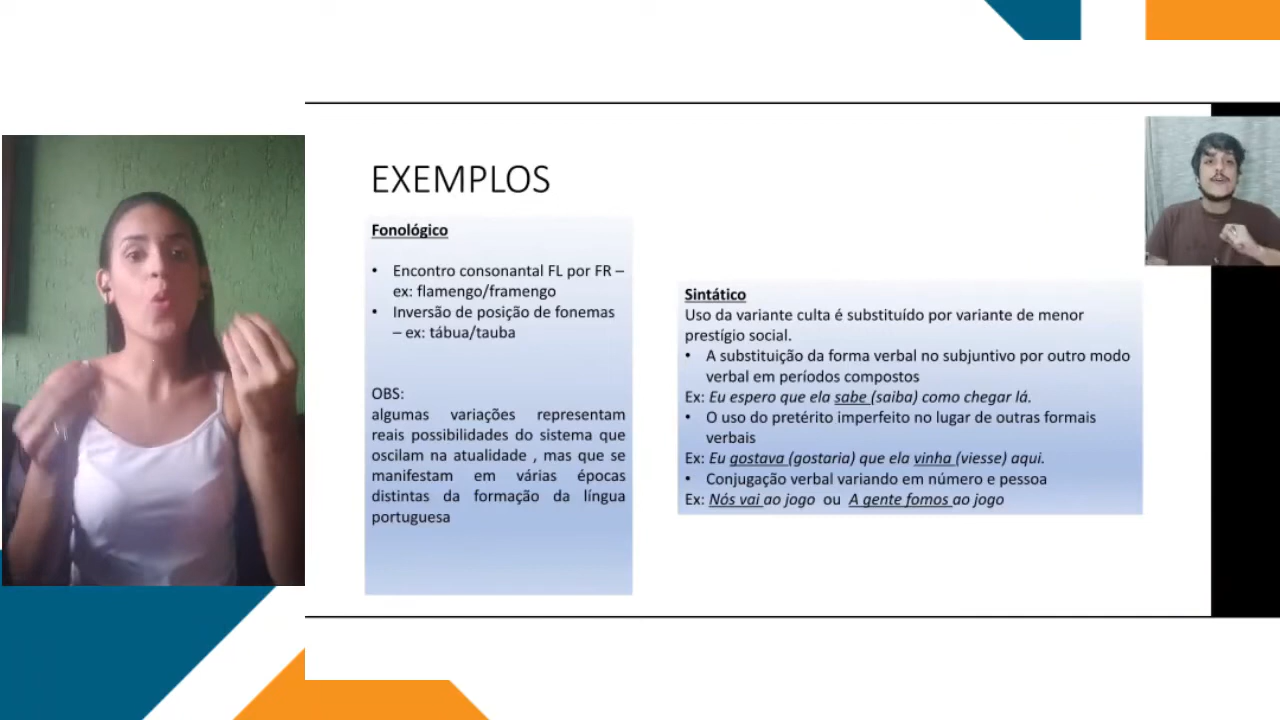 EXEMPLOS
Fonológico
• Encontro consonantal FL por FR –
ex: flamengo/framengo
• Inversão de posição de fonemas
– ex: tábua/tauba
OBS:
algumas variações representam
reais possibilidades do sistema que
oscilam na atualidade , mas que se
manifestam em várias épocas
distintas da formação da língua
portuguesa
Sintático
Uso da variante culta é substituído por variante de menor
prestígio social.
• A substituição da forma verbal no subjuntivo por outro modo
verbal em períodos compostos
Ex: Eu espero que ela sabe (saiba) como chegar lá.
• O uso do pretérito imperfeito no lugar de outras formais
verbais
Ex: Eu gostava (gostaria) que ela vinha (viesse) aqui.
• Conjugação verbal variando em número e pessoa
Ex: Nós vai ao jogo ou A gente fomos ao jogo